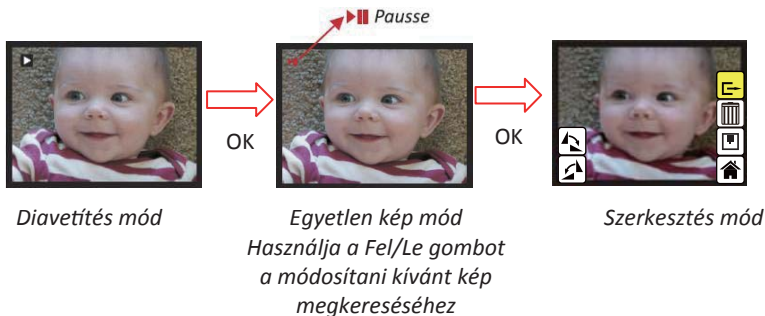 Pausse
OK
OK
Diavetítés mód
Egyetlen kép mód
Használja a Fel/Le gombot
a módosítani kívánt kép
megkereséséhez
Szerkesztés mód